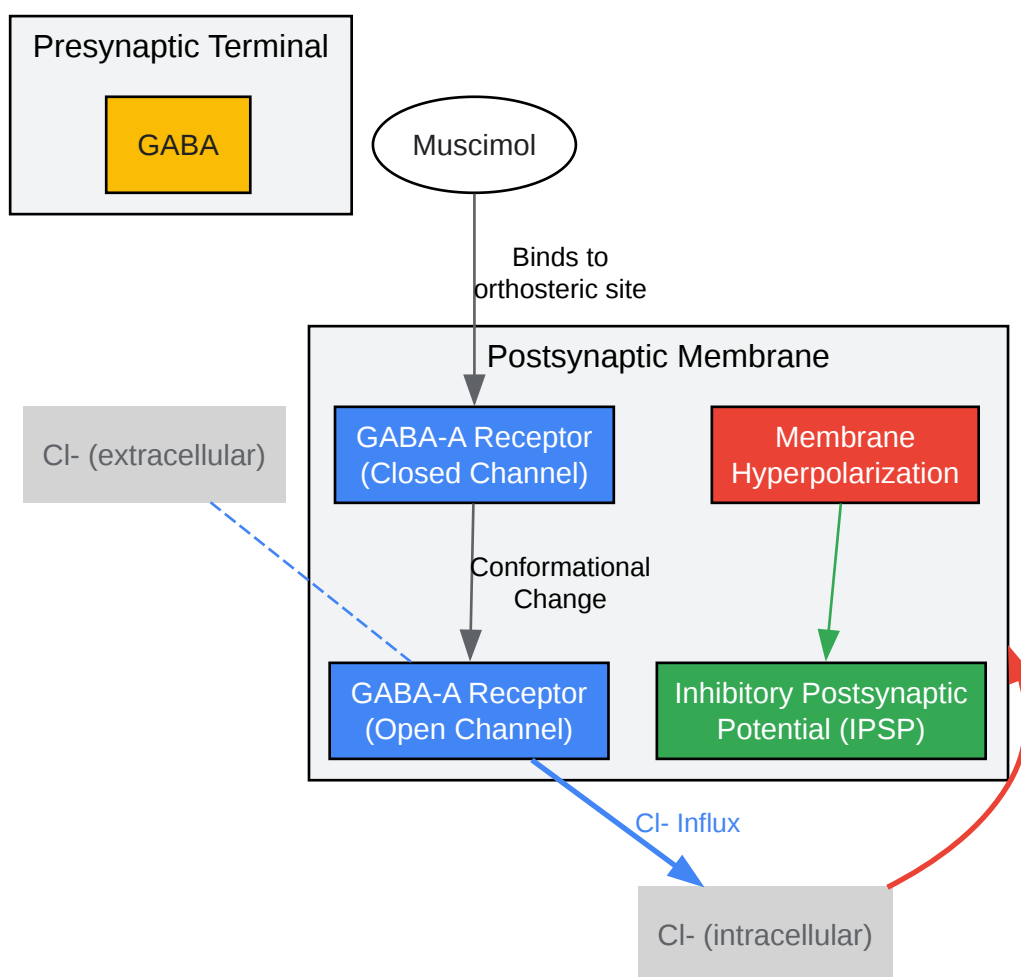 Presynaptic Terminal
GABA
Muscimol
Binds to
orthosteric site
Postsynaptic Membrane
Cl- (extracellular)
GABA-A Receptor
(Closed Channel)
Membrane
Hyperpolarization
Conformational
Change
GABA-A Receptor
(Open Channel)
Inhibitory Postsynaptic
Potential (IPSP)
Cl- Influx
Cl- (intracellular)